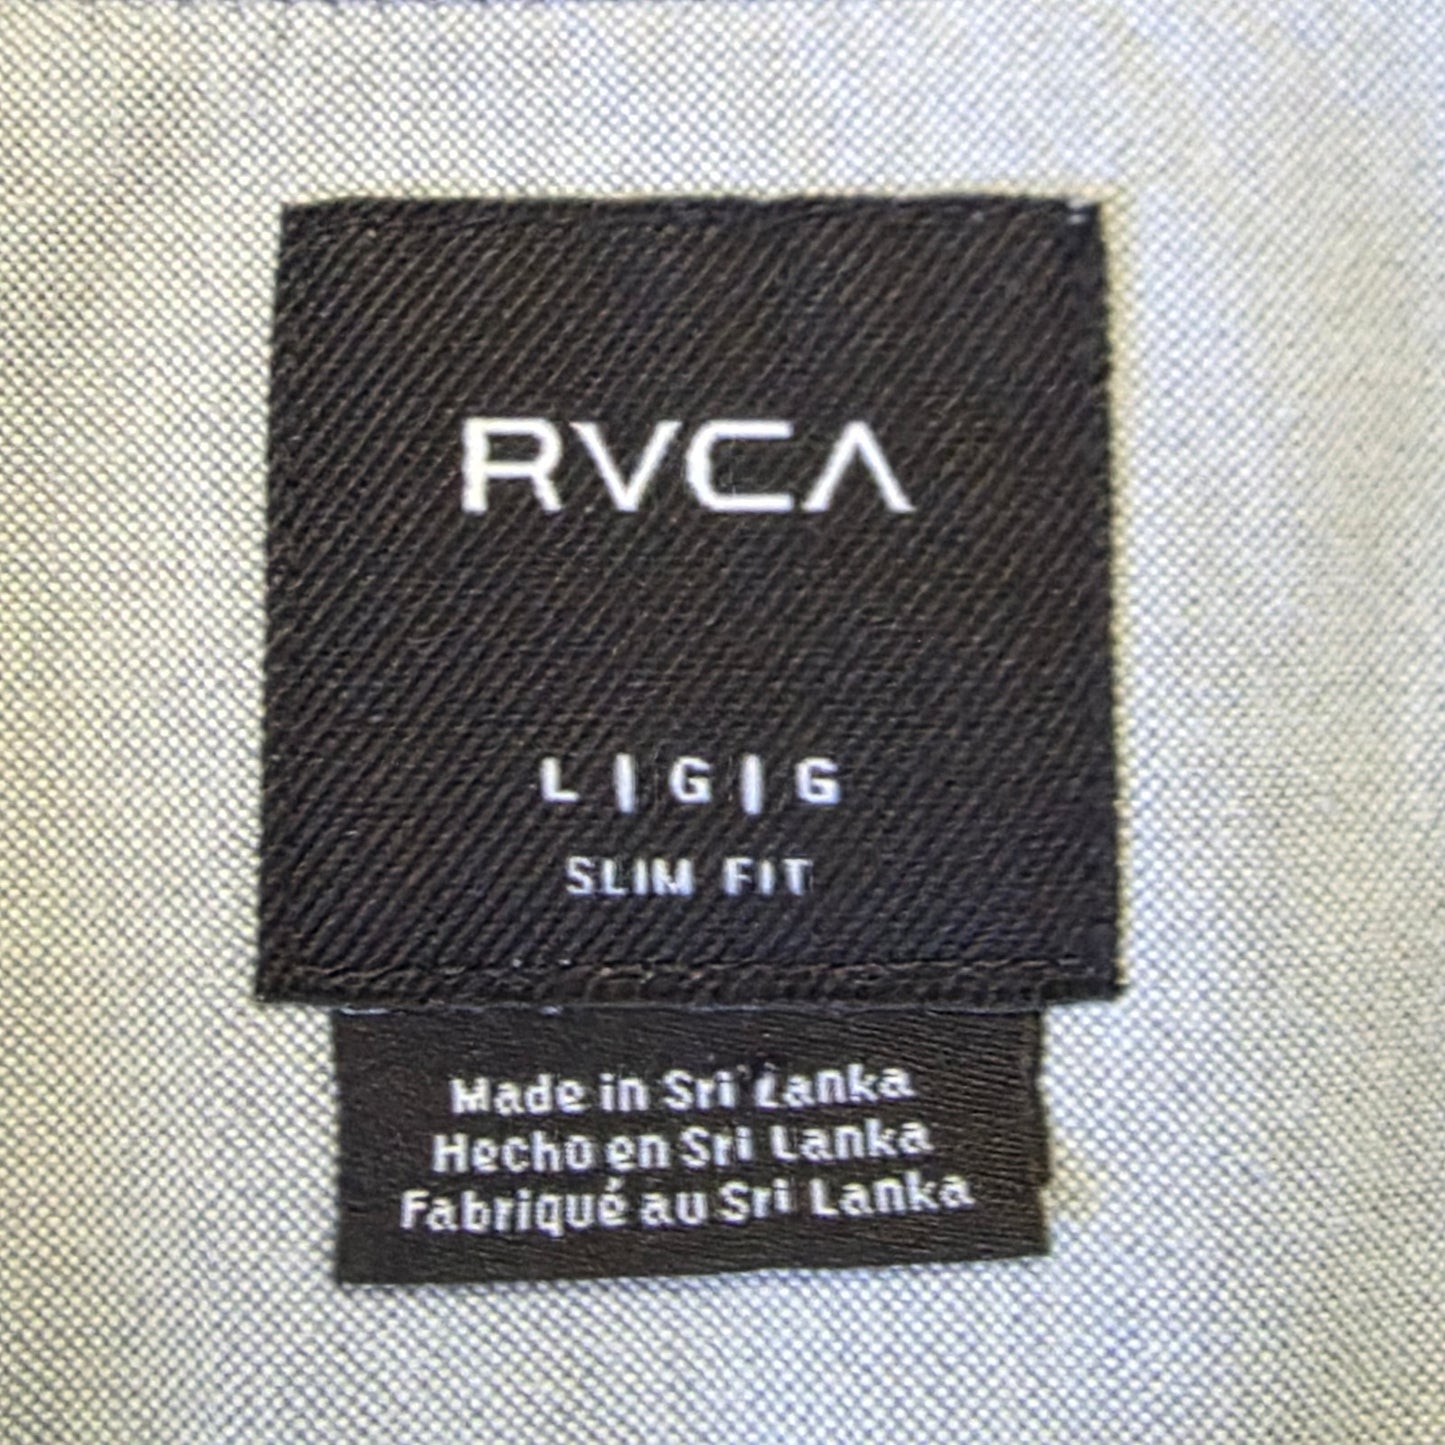 RVCA
L | G | G
SLIM FIT
Made in Sri Lanka
Hecho en Sri Lanka
Fabriqué au Sri Lanka